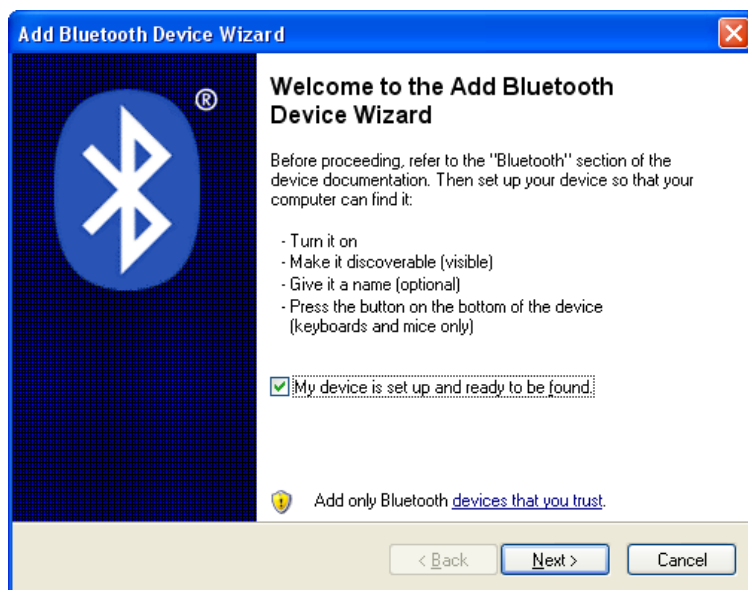 Add Bluetooth Device Wizard
®
Welcome to the Add Bluetooth
Device Wizard
Before proceeding, refer to the "Bluetooth" section of the
device documentation. Then set up your device so that your
computer can find it:
- Turn it on
- Make it discoverable (visible)
- Give it a name (optional)
- Press the button on the bottom of the device
(keyboards and mice only)
My device is set up and ready to be found.
Add only Bluetooth devices that you trust.
< Back Next > Cancel